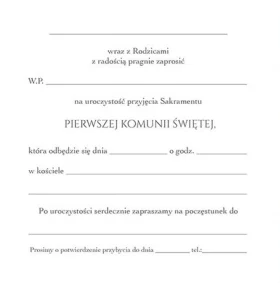 wraz z Rodzicami
z radością pragnie zaprosić
W.P.
na uroczystość przyjęcia Sakramentu
PIERWSZEJ KOMUNII ŚWIĘTEJ,
która odbędzie się dnia o godz.
w kościele
Po uroczystości serdecznie zapraszamy na poczęstunek do
Prosimy o potwierdzenie przybycia do dnia tel.: